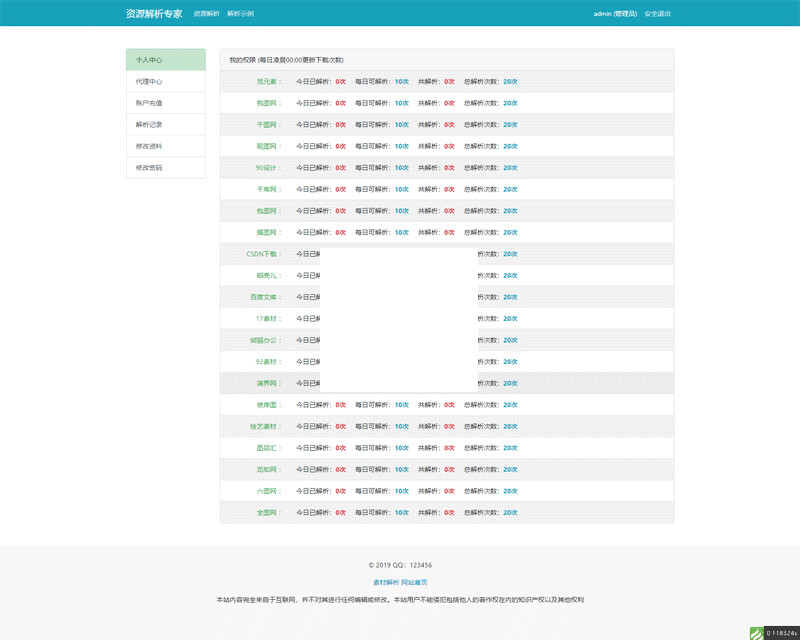 资源解析专家 资源解析 解析示例 admin (管理员) 安全退出
个人中心
代理中心
账户充值
解析记录
修改资料
修改密码
我的权限 (每日凌晨00:00更新下载次数)
觅元素： 今日已解析：0次 每日可解析：10次 共解析：0次 总解析次数：20次
我图网： 今日已解析：0次 每日可解析：10次 共解析：0次 总解析次数：20次
千图网： 今日已解析：0次 每日可解析：10次 共解析：0次 总解析次数：20次
昵图网： 今日已解析：0次 每日可解析：10次 共解析：0次 总解析次数：20次
90设计： 今日已解析：0次 每日可解析：10次 共解析：0次 总解析次数：20次
千库网： 今日已解析：0次 每日可解析：10次 共解析：0次 总解析次数：20次
包图网： 今日已解析：0次 每日可解析：10次 共解析：0次 总解析次数：20次
摄图网： 今日已解析：0次 每日可解析：10次 共解析：0次 总解析次数：20次
CSDN下载： 今日已 析次数：20次
稻壳儿： 今日已 析次数：20次
百度文库： 今日已 析次数：20次
17素材： 今日已 析次数：20次
熊猫办公： 今日已 析次数：20次
92素材： 今日已 析次数：20次
演界网： 今日已 析次数：20次
彼岸图： 今日已解析：0次 每日可解析：10次 共解析：0次 总解析次数：20次
绘艺素材： 今日已解析：0次 每日可解析：10次 共解析：0次 总解析次数：20次
图品汇： 今日已解析：0次 每日可解析：10次 共解析：0次 总解析次数：20次
觅知网： 今日已解析：0次 每日可解析：10次 共解析：0次 总解析次数：20次
六图网： 今日已解析：0次 每日可解析：10次 共解析：0次 总解析次数：20次
全图网： 今日已解析：0次 每日可解析：10次 共解析：0次 总解析次数：20次
© 2019 QQ：123456
素材解析 网站首页
本站内容完全来自于互联网，并不对其进行任何编辑或修改。本站用户不能侵犯包括他人的著作权在内的知识产权以及其他权利